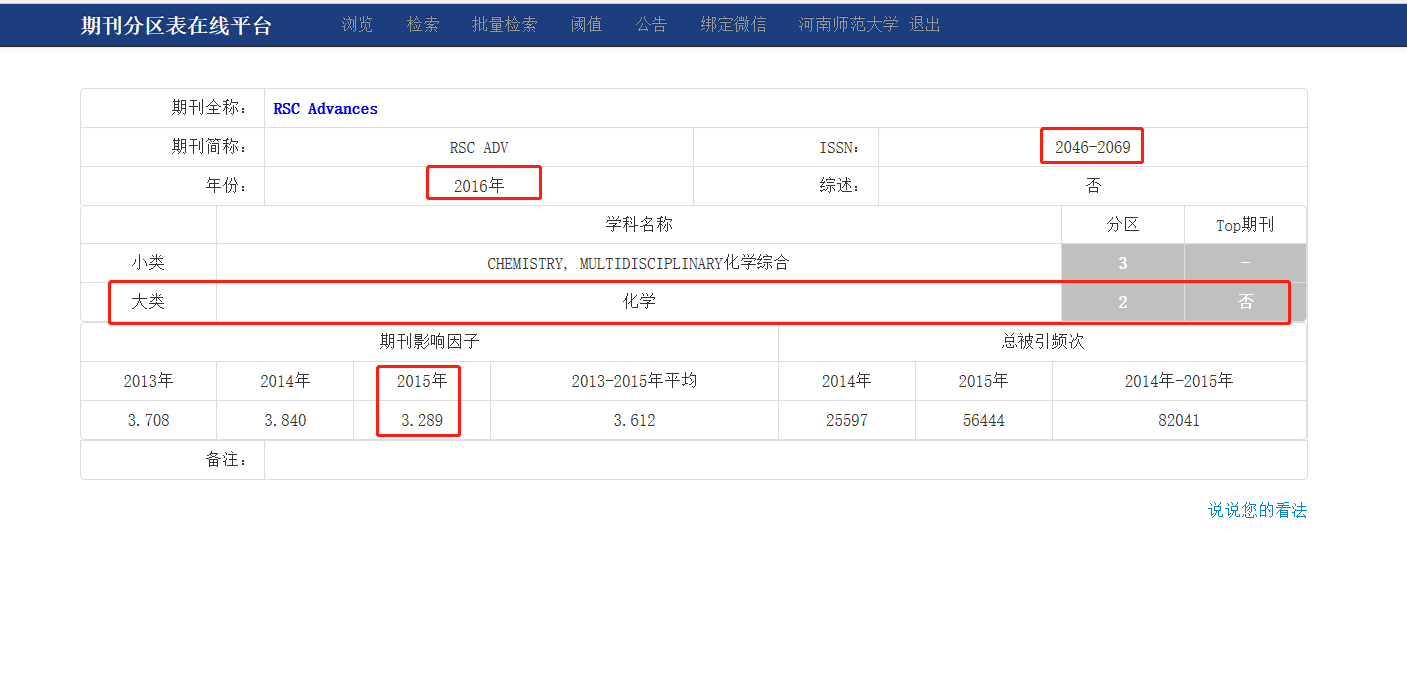 期刊分区表在线平台 浏览 检索 批量检索 阈值 公告 绑定微信 河南师范大学 退出
期刊全称： RSC Advances
期刊简称： RSC ADV ISSN： 2046-2069
年份： 2016年 综述： 否
学科名称 分区 Top期刊
小类 CHEMISTRY, MULTIDISCIPLINARY化学综合 3 -
大类 化学 2 否
期刊影响因子 总被引频次
2013年 2014年 2015年 2013-2015年平均 2014年 2015年 2014年-2015年
3.708 3.840 3.289 3.612 25597 56444 82041
备注：
说说您的看法